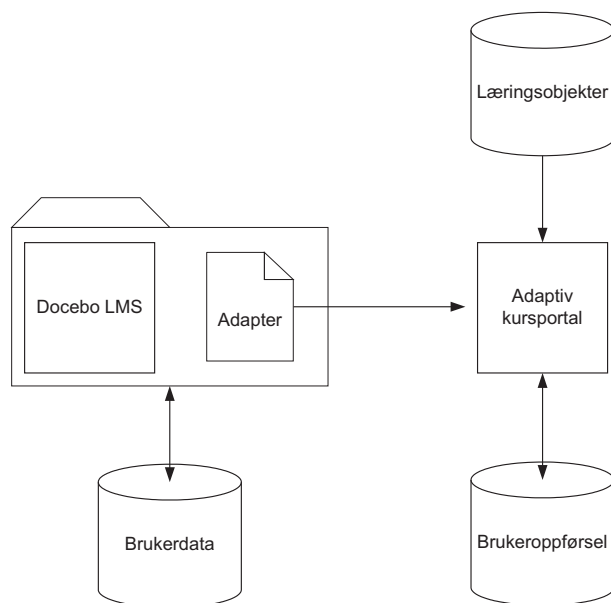 Læringsobjekter
Docebo LMS
Adapter
Adaptiv
kursportal
Brukerdata
Brukeroppførsel